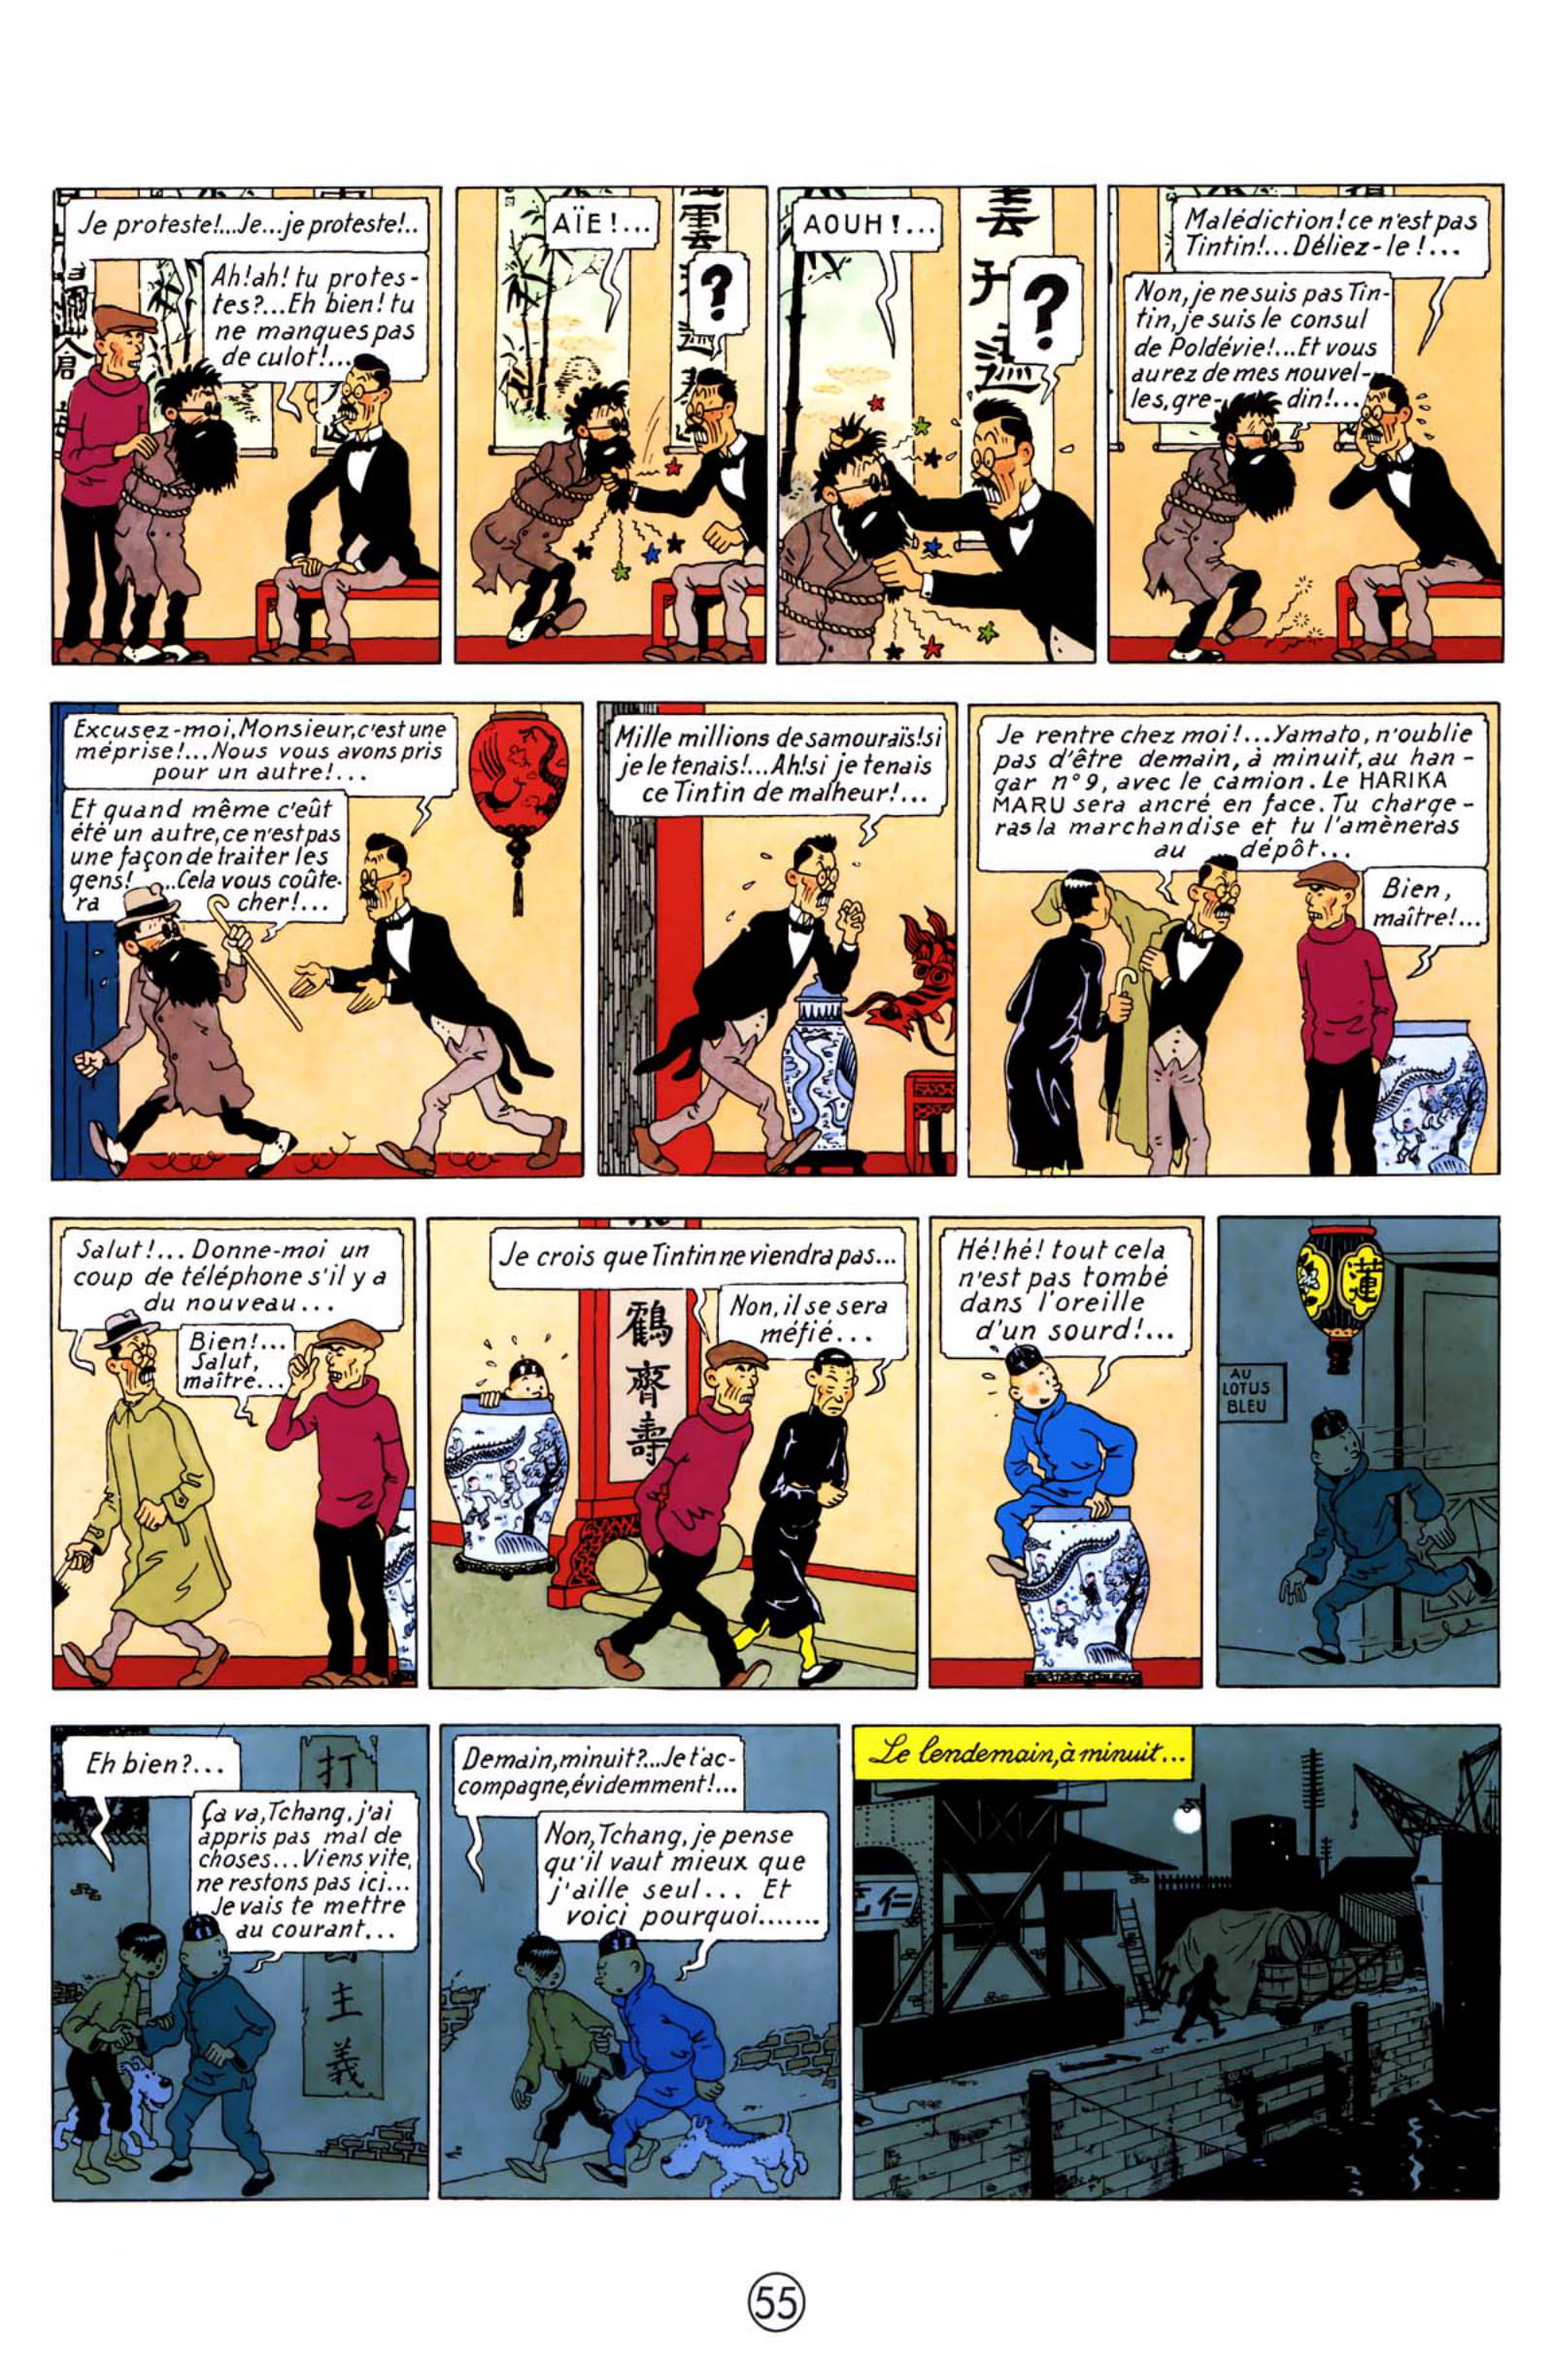 Je proteste!...Je...je proteste!..
Ah!ah! tu protes-
tes?...Eh bien! tu
ne manques pas
de culot!...
AÏE!...
?
AOUH!...
?
Malédiction! ce n'est pas
Tintin!...Déliez-le!...
Non, je ne suis pas Tin-
tin, je suis le consul
de Poldévie!...Et vous
aurez de mes nouvel-
les, gre- din!...
Excusez-moi, Monsieur, c'est une
méprise!...Nous vous avons pris
pour un autre!...
Et quand même c'eût
été un autre, ce n'est pas
une façon de traiter les
gens! ...Cela vous coûte-
ra cher!...
Mille millions de samouraïs! si
je le tenais!...Ah! si je tenais
ce Tintin de malheur!...
Je rentre chez moi!...Yamato, n'oublie
pas d'être demain, à minuit, au han-
gar n°9, avec le camion. Le HARIKA
MARU sera ancré en face. Tu charge-
ras la marchandise et tu l'amèneras
au dépôt...
Bien,
maître!...
Salut!... Donne-moi un
coup de téléphone s'il y a
du nouveau...
Bien!...
Salut,
maître...
Je crois que Tintin ne viendra pas...
Non, il se sera
méfié...
鶴
齊
壽
Hé! hé! tout cela
n'est pas tombé
dans l'oreille
d'un sourd!...
蓮
AU
LOTUS
BLEU
Eh bien?...
打
Ça va, Tchang, j'ai
appris pas mal de
choses... Viens vite,
ne restons pas ici...
Je vais te mettre
au courant...
主
義
Demain, minuit?...Je t'ac-
compagne, évidemment!...
Non, Tchang, je pense
qu'il vaut mieux que
j'aille seul... Et
voici pourquoi.......
Le lendemain, à minuit...
55